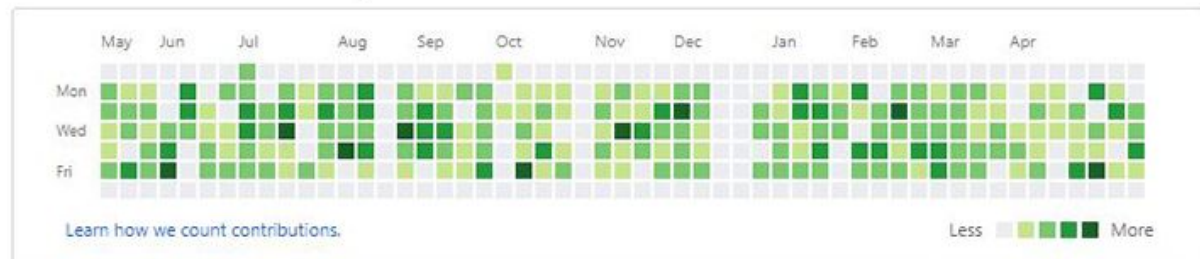 May Jun Jul Aug Sep Oct Nov Dec Jan Feb Mar Apr
Mon
Wed
Fri
Learn how we count contributions. Less More